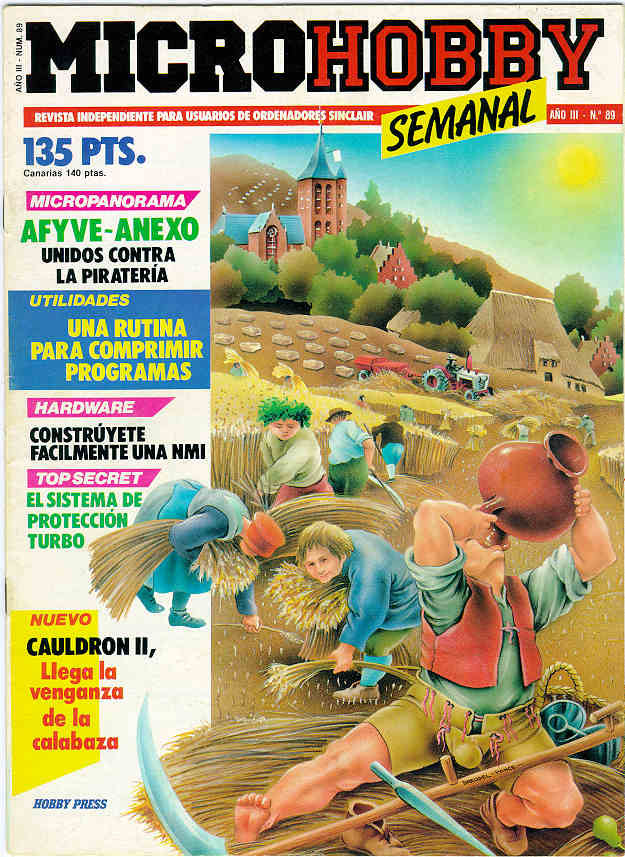 AÑO III - NUM. 89
MICROHOBBY
SEMANAL
REVISTA INDEPENDIENTE PARA USUARIOS DE ORDENADORES SINCLAIR
AÑO III - N.º 89
135 PTS.
Canarias 140 ptas.
MICROPANORAMA
AFYVE-ANEXO
UNIDOS CONTRA
LA PIRATERÍA
UTILIDADES
UNA RUTINA
PARA COMPRIMIR
PROGRAMAS
HARDWARE
CONSTRÚYETE
FACILMENTE UNA NMI
TOP SECRET
EL SISTEMA DE
PROTECCIÓN
TURBO
NUEVO
CAULDRON II,
Llega la
venganza
de la
calabaza
HOBBY PRESS